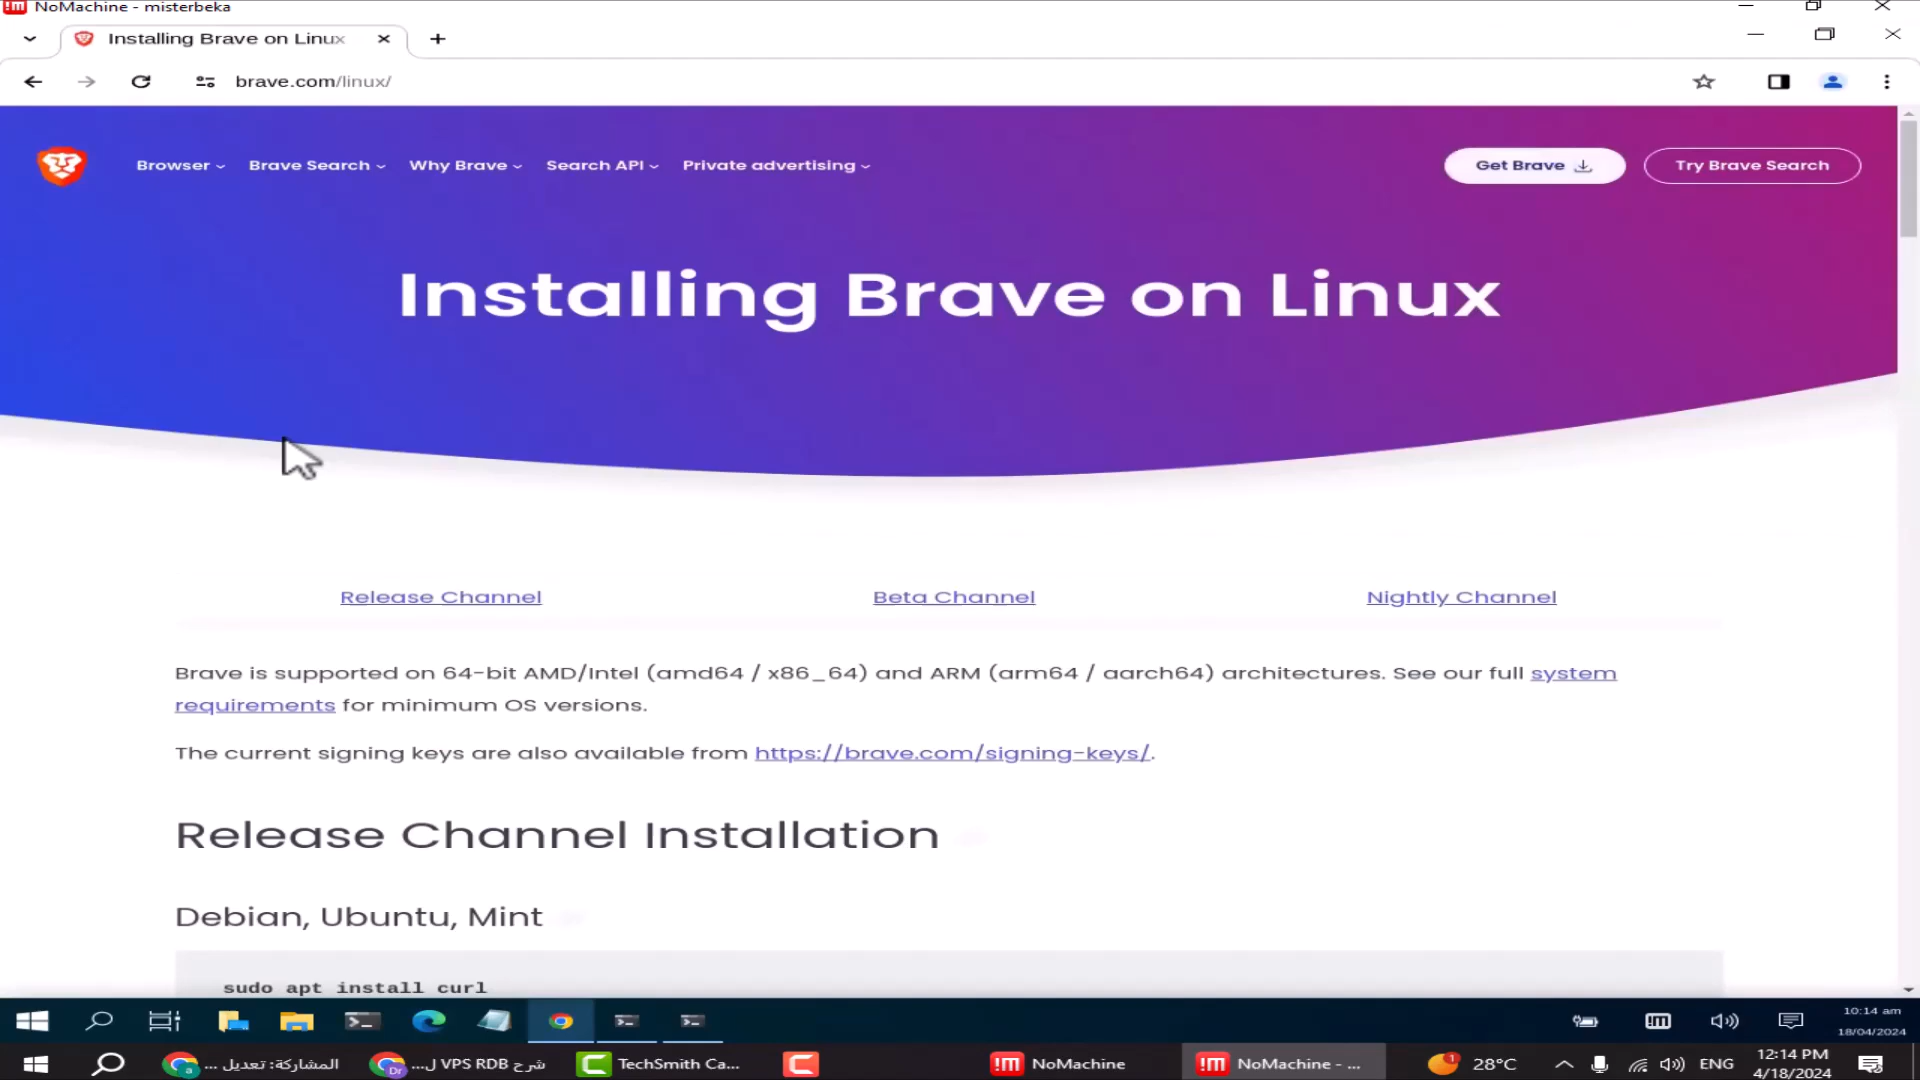 NoMachine - misterbeka
Installing Brave on Linux
brave.com/linux/
Browser
Brave Search
Why Brave
Search API
Private advertising
Get Brave
Try Brave Search
Installing Brave on Linux
Release Channel
Beta Channel
Nightly Channel
Brave is supported on 64-bit AMD/Intel (amd64 / x86_64) and ARM (arm64 / aarch64) architectures. See our full system
requirements for minimum OS versions.
The current signing keys are also available from https://brave.com/signing-keys/.
Release Channel Installation
Debian, Ubuntu, Mint
sudo apt install curl
10:14 am
18/04/2024
المشاركة: تعديل ...
شرح VPS RDB ل...
TechSmith Ca...
NoMachine
NoMachine - ...
1
28°C
ENG
12:14 PM
4/18/2024